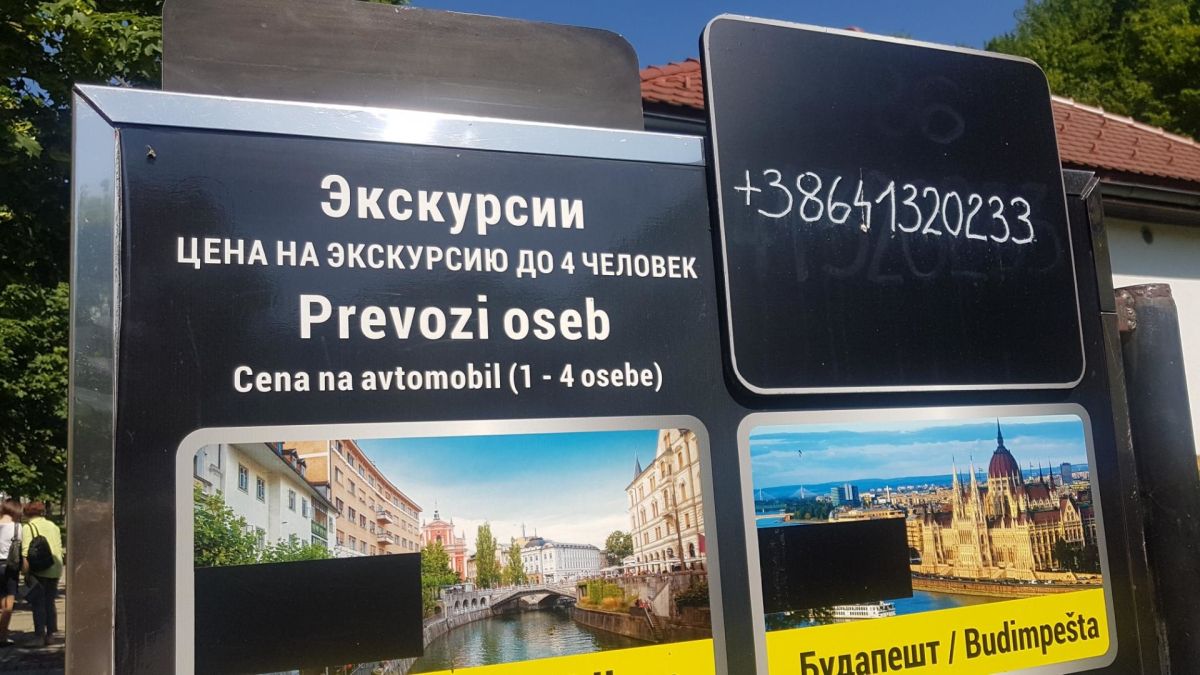 Экскурсии
ЦЕНА НА ЭКСКУРСИЮ ДО 4 ЧЕЛОВЕК
Prevozi oseb
Cena na avtomobil (1 - 4 osebe)
+38641320233
Будапешт / Budimpešta